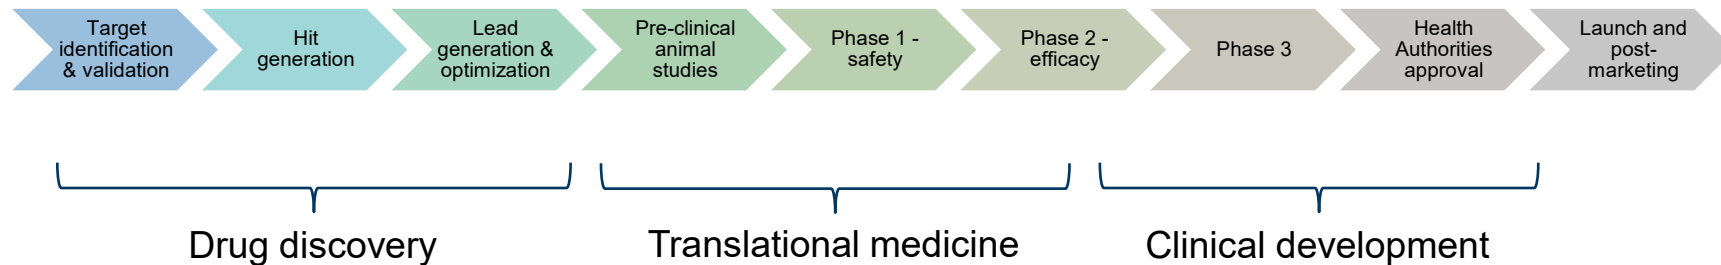 Target
identification
& validation
Hit
generation
Lead
generation &
optimization
Pre-clinical
animal
studies
Phase 1 -
safety
Phase 2 -
efficacy
Phase 3
Health
Authorities
approval
Launch and
post-
marketing
Drug discovery
Translational medicine
Clinical development